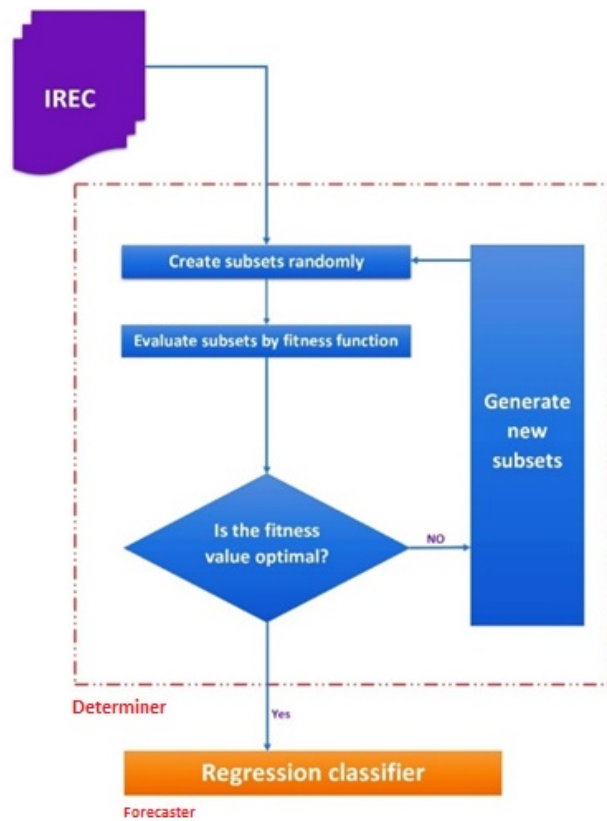 IREC
Create subsets randomly
Evaluate subsets by fitness function
Generate
new
subsets
Is the fitness
value optimal?
NO
Determiner
Yes
Regression classifier
Forecaster